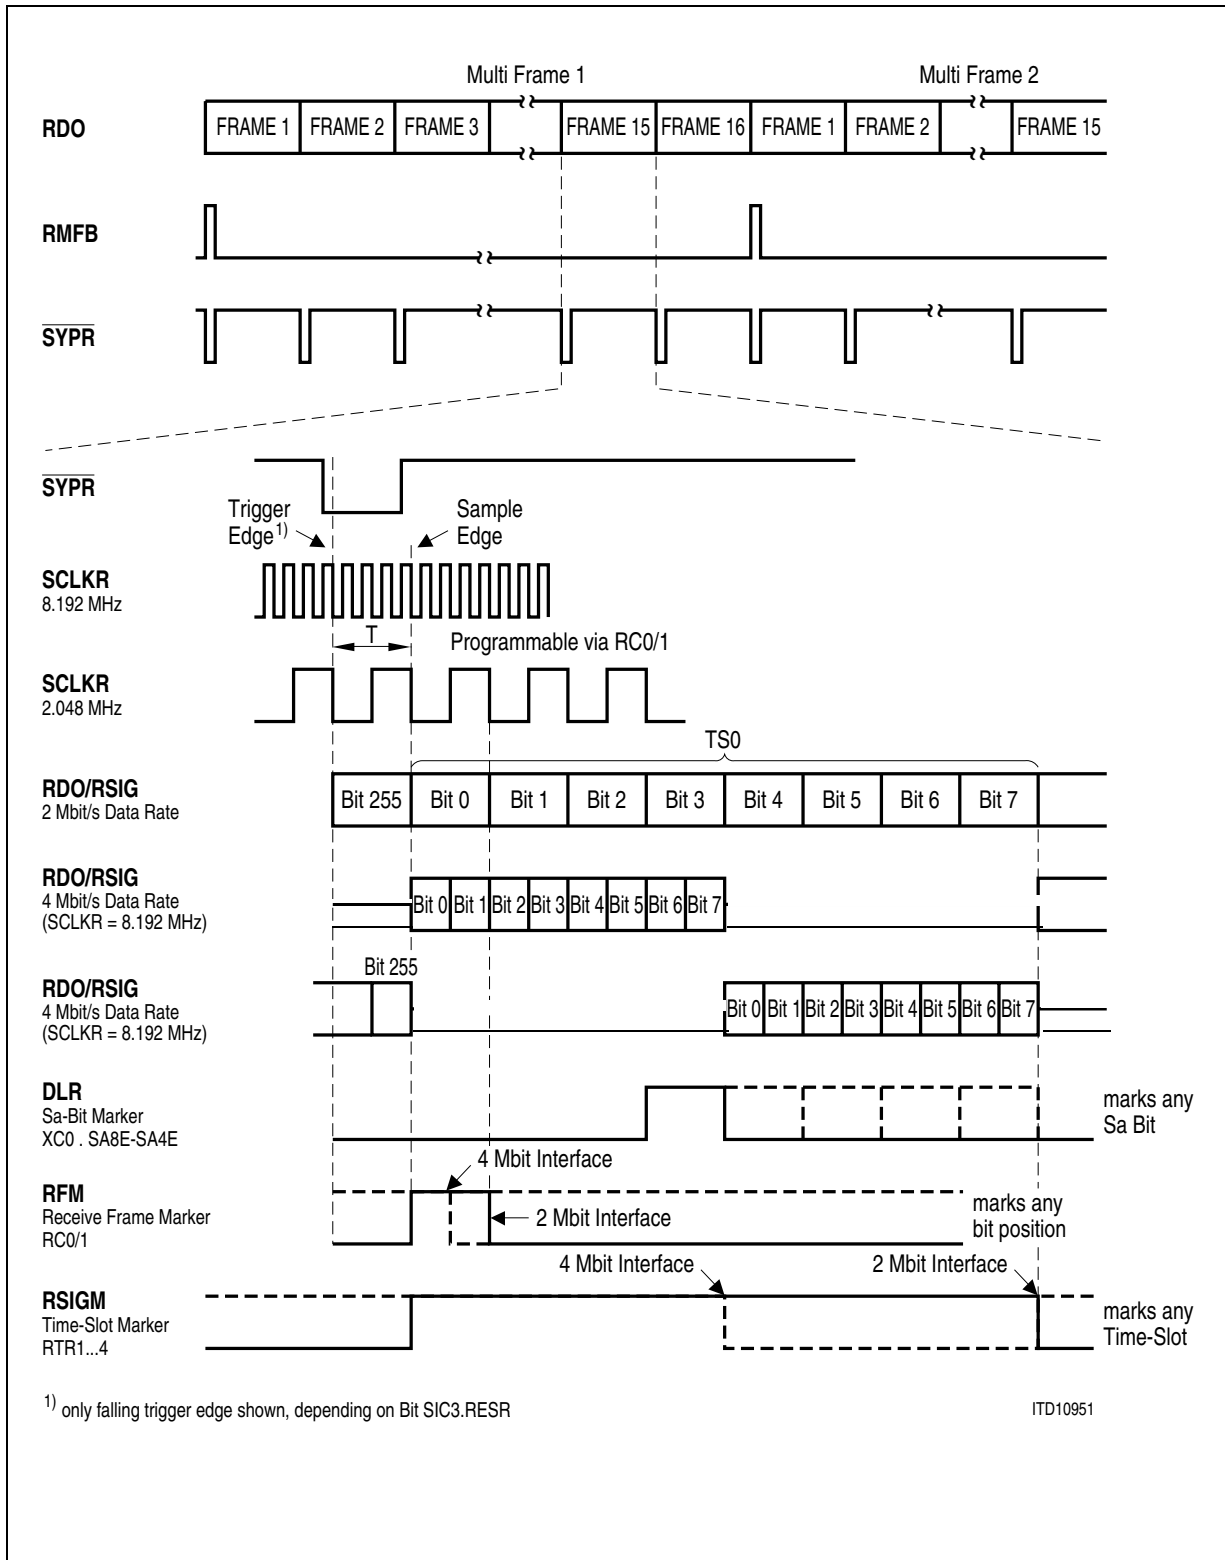 Multi Frame 1 Multi Frame 2
RDO FRAME 1 FRAME 2 FRAME 3 FRAME 15 FRAME 16 FRAME 1 FRAME 2 FRAME 15
RMFB
SYPR
SYPR
Trigger
Edge1)
Sample
Edge
SCLKR
8.192 MHz
T Programmable via RC0/1
SCLKR
2.048 MHz
TS0
RDO/RSIG
2 Mbit/s Data Rate
Bit 255 Bit 0 Bit 1 Bit 2 Bit 3 Bit 4 Bit 5 Bit 6 Bit 7
RDO/RSIG
4 Mbit/s Data Rate
(SCLKR = 8.192 MHz)
Bit 0 Bit 1 Bit 2 Bit 3 Bit 4 Bit 5 Bit 6 Bit 7
Bit 255
RDO/RSIG
4 Mbit/s Data Rate
(SCLKR = 8.192 MHz)
Bit 0 Bit 1 Bit 2 Bit 3 Bit 4 Bit 5 Bit 6 Bit 7
DLR
Sa-Bit Marker
XC0 . SA8E-SA4E
marks any
Sa Bit
4 Mbit Interface
RFM
Receive Frame Marker
RC0/1
2 Mbit Interface
marks any
bit position
4 Mbit Interface 2 Mbit Interface
RSIGM
Time-Slot Marker
RTR1...4
marks any
Time-Slot
1) only falling trigger edge shown, depending on Bit SIC3.RESR
ITD10951